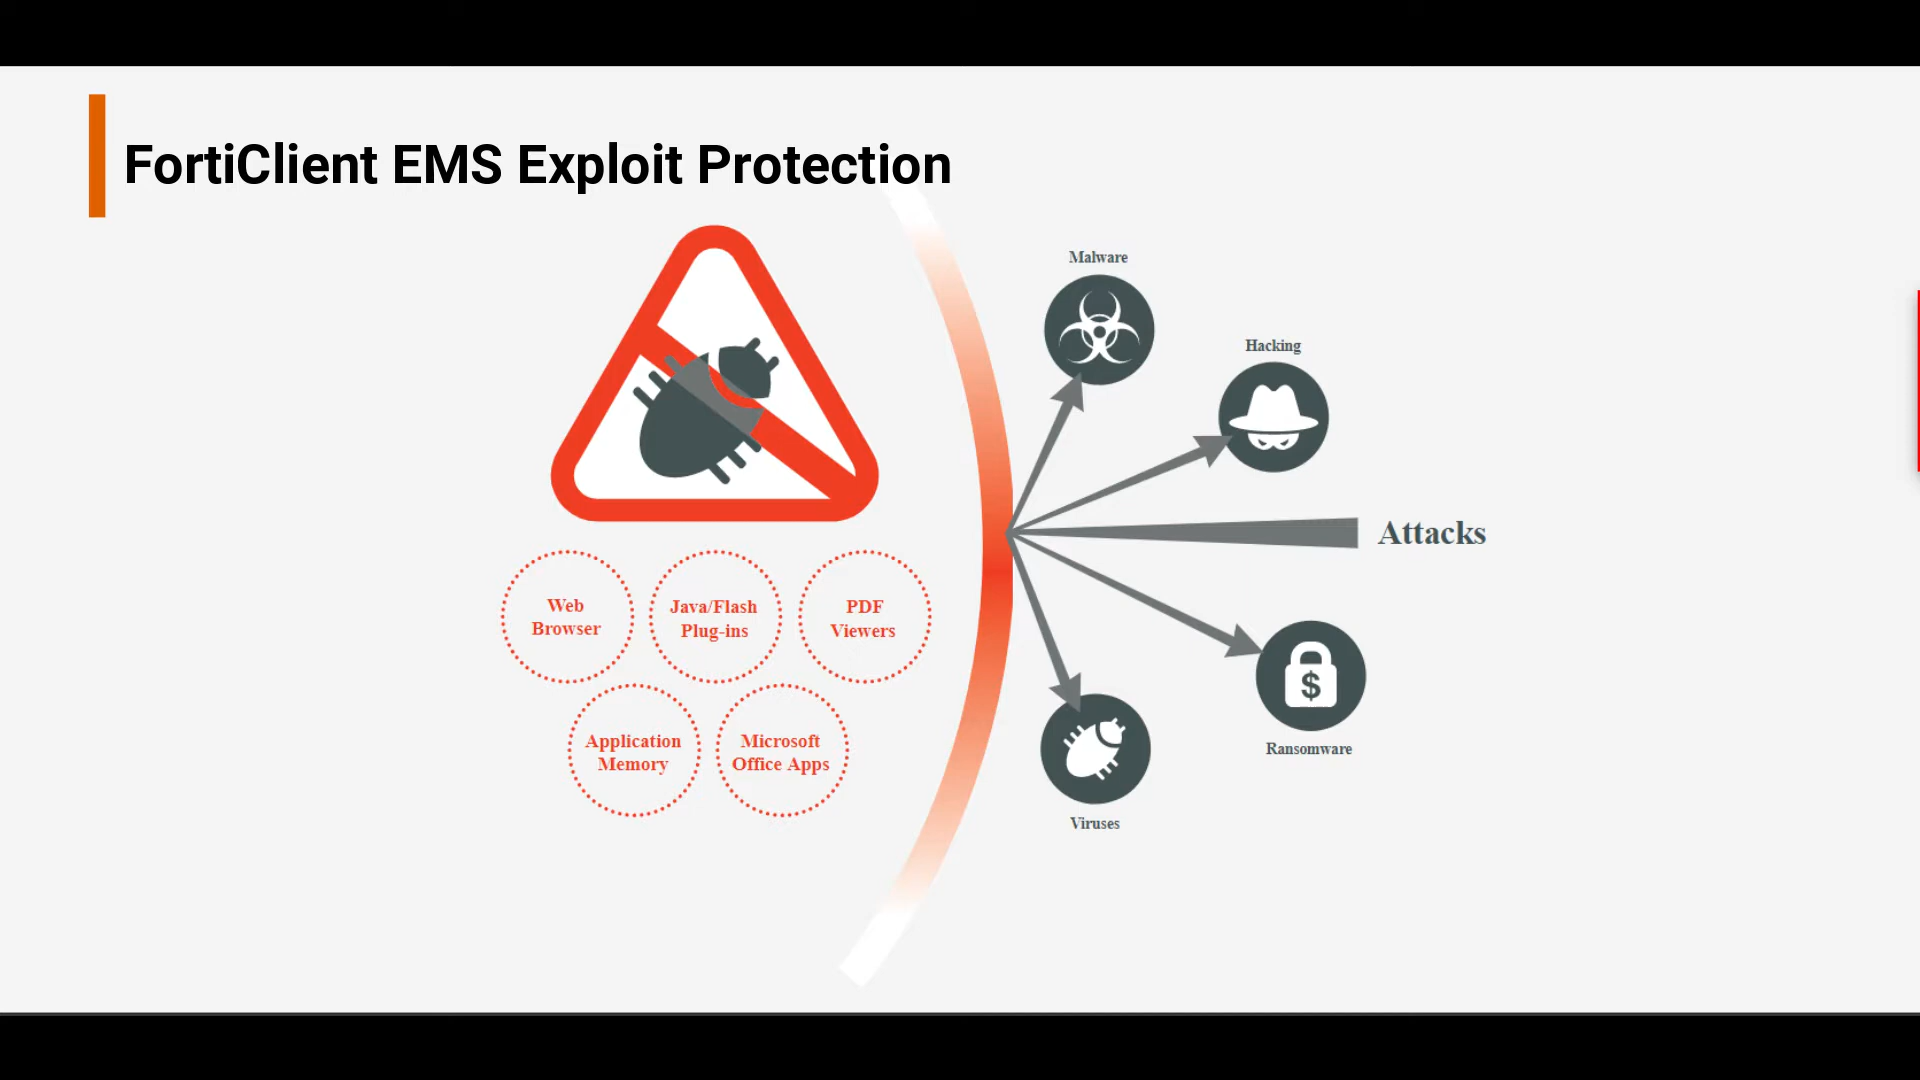 FortiClient EMS Exploit Protection
Malware
Hacking
Attacks
Web
Browser
Java/Flash
Plug-ins
PDF
Viewers
Application
Memory
Microsoft
Office Apps
$
Ransomware
Viruses